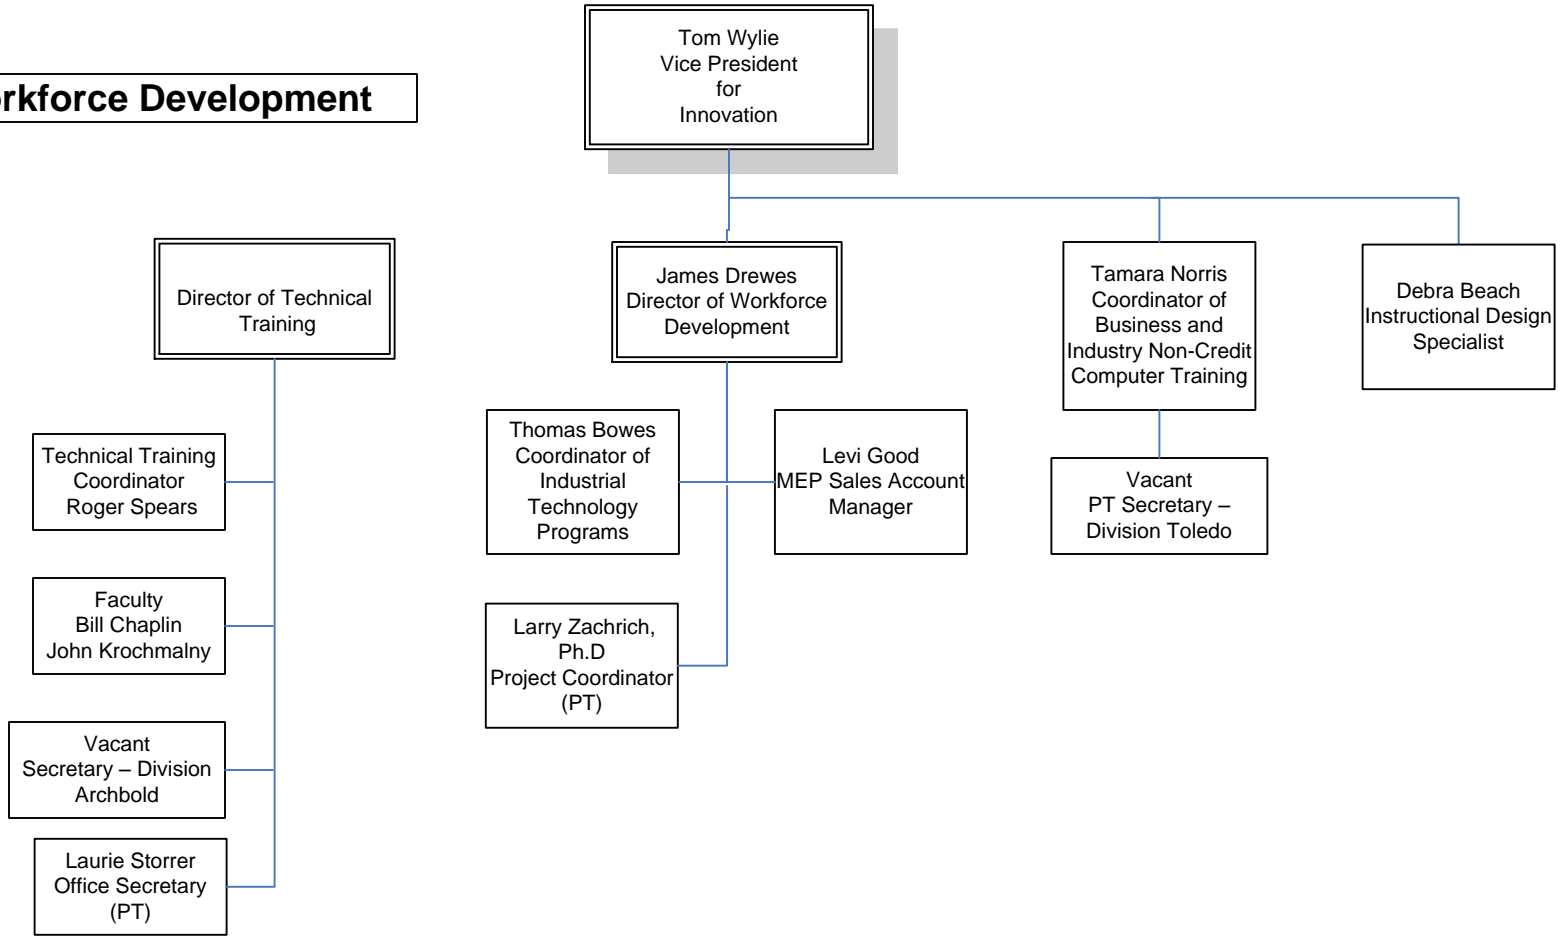 Tom Wylie
Vice President
for
Innovation
rkforce Development
Director of Technical
Training
James Drewes
Director of Workforce
Development
Tamara Norris
Coordinator of
Business and
Industry Non-Credit
Computer Training
Debra Beach
Instructional Design
Specialist
Technical Training
Coordinator
Roger Spears
Thomas Bowes
Coordinator of
Industrial
Technology
Programs
Levi Good
MEP Sales Account
Manager
Vacant
PT Secretary –
Division Toledo
Faculty
Bill Chaplin
John Krochmalny
Larry Zachrich,
Ph.D
Project Coordinator
(PT)
Vacant
Secretary – Division
Archbold
Laurie Storrer
Office Secretary
(PT)